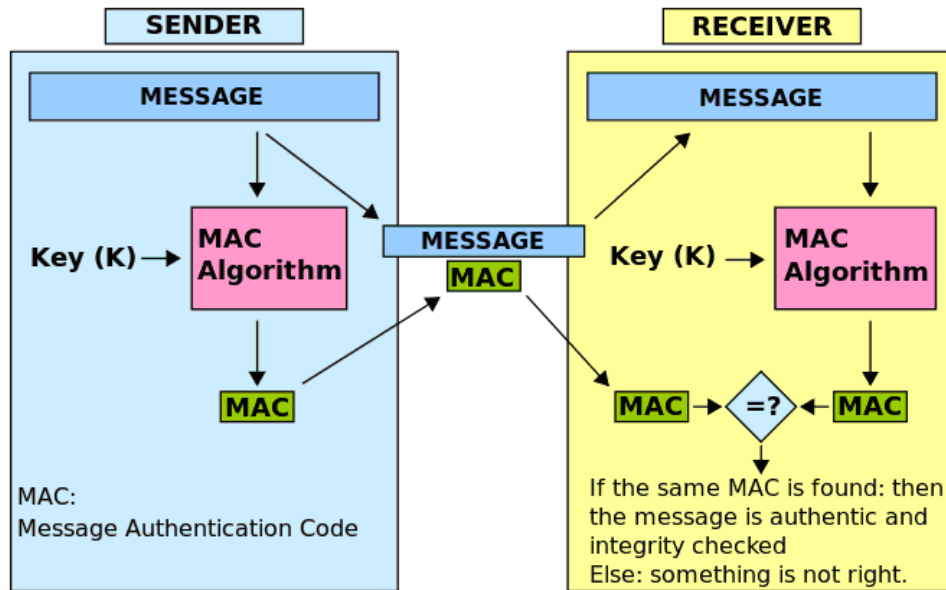 SENDER
MESSAGE
Key (K)
MAC
Algorithm
MAC
MAC:
Message Authentication Code
MESSAGE
MAC
RECEIVER
MESSAGE
Key (K)
MAC
Algorithm
MAC
=?
MAC
If the same MAC is found: then
the message is authentic and
integrity checked
Else: something is not right.